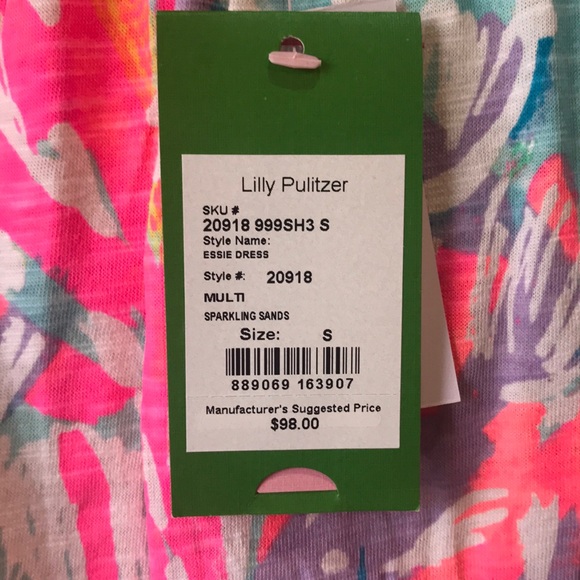 Lilly Pulitzer
SKU #
20918 999SH3 S
Style Name:
ESSIE DRESS
Style #: 20918
MULTI
SPARKLING SANDS
Size: S
889069 163907
Manufacturer's Suggested Price
$98.00